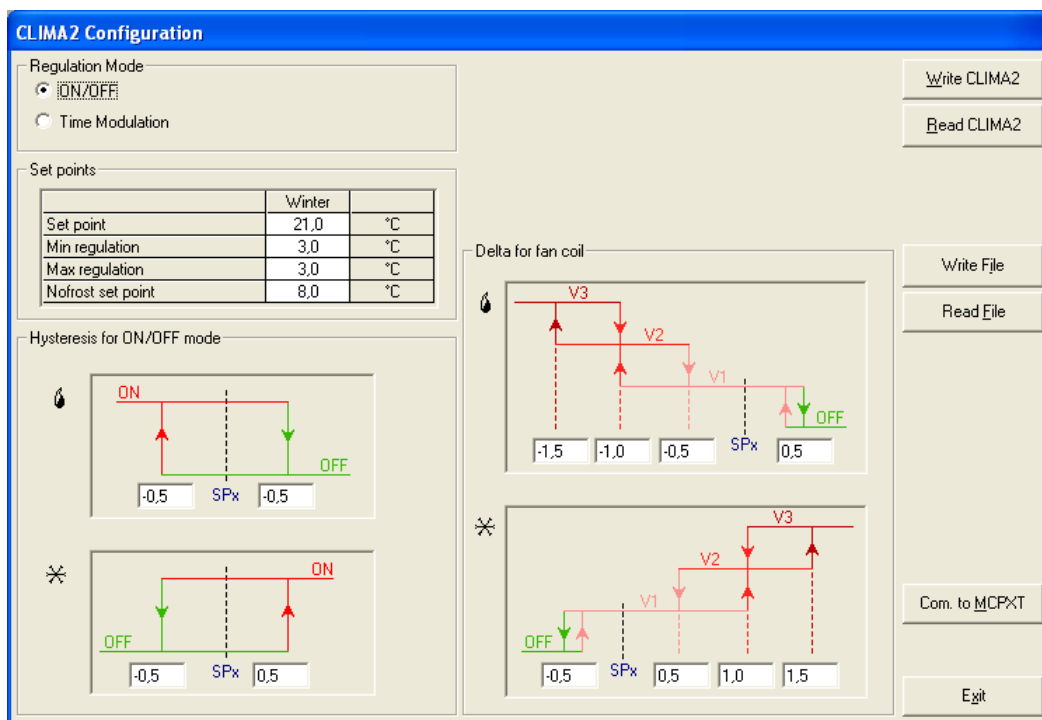 CLIMA2 Configuration
Regulation Mode
ON/OFF
Time Modulation
Write CLIMA2
Read CLIMA2
Set points
Winter
Set point 21,0 °C
Min regulation 3,0 °C
Max regulation 3,0 °C
Nofrost set point 8,0 °C
Hysteresis for ON/OFF mode
ON
OFF
-0,5 SPx -0,5
ON
OFF
-0,5 SPx 0,5
Delta for fan coil
V3
V2
V1
OFF
-1,5 -1,0 -0,5 SPx 0,5
V3
V2
V1
OFF
-0,5 SPx 0,5 1,0 1,5
Write File
Read File
Com. to MCPXT
Exit